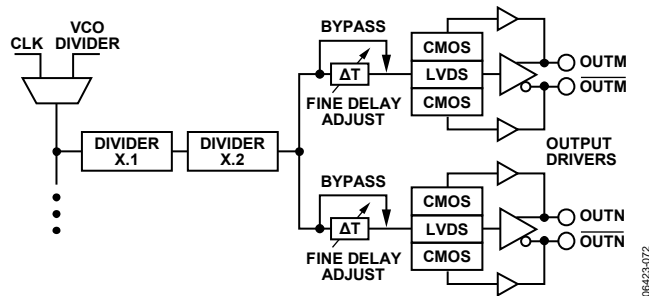 CLK
VCO
DIVIDER
DIVIDER
X.1
DIVIDER
X.2
BYPASS
ΔT
FINE DELAY
ADJUST
CMOS
LVDS
CMOS
OUTM
OUTM
OUTPUT
DRIVERS
BYPASS
ΔT
FINE DELAY
ADJUST
CMOS
LVDS
CMOS
OUTN
OUTN
06423-072